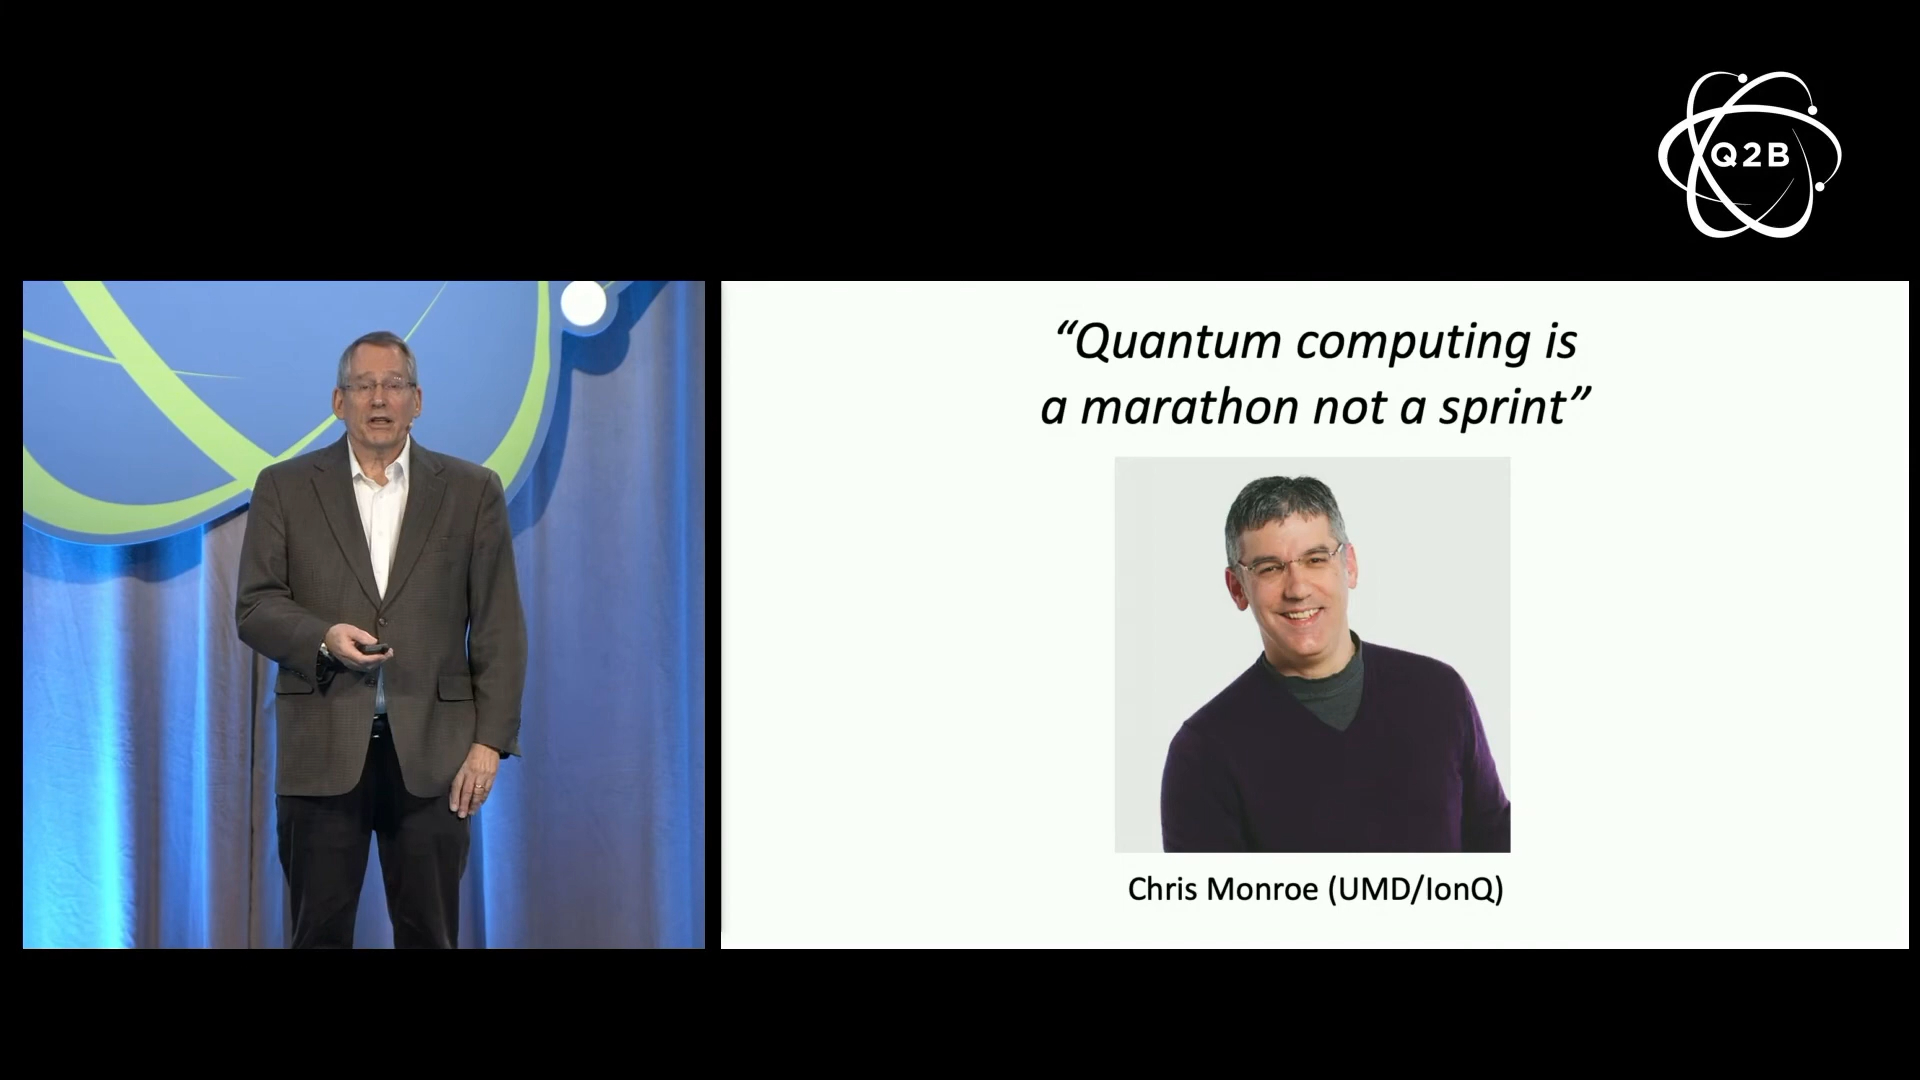 Q2B
“Quantum computing is
a marathon not a sprint”
Chris Monroe (UMD/IonQ)